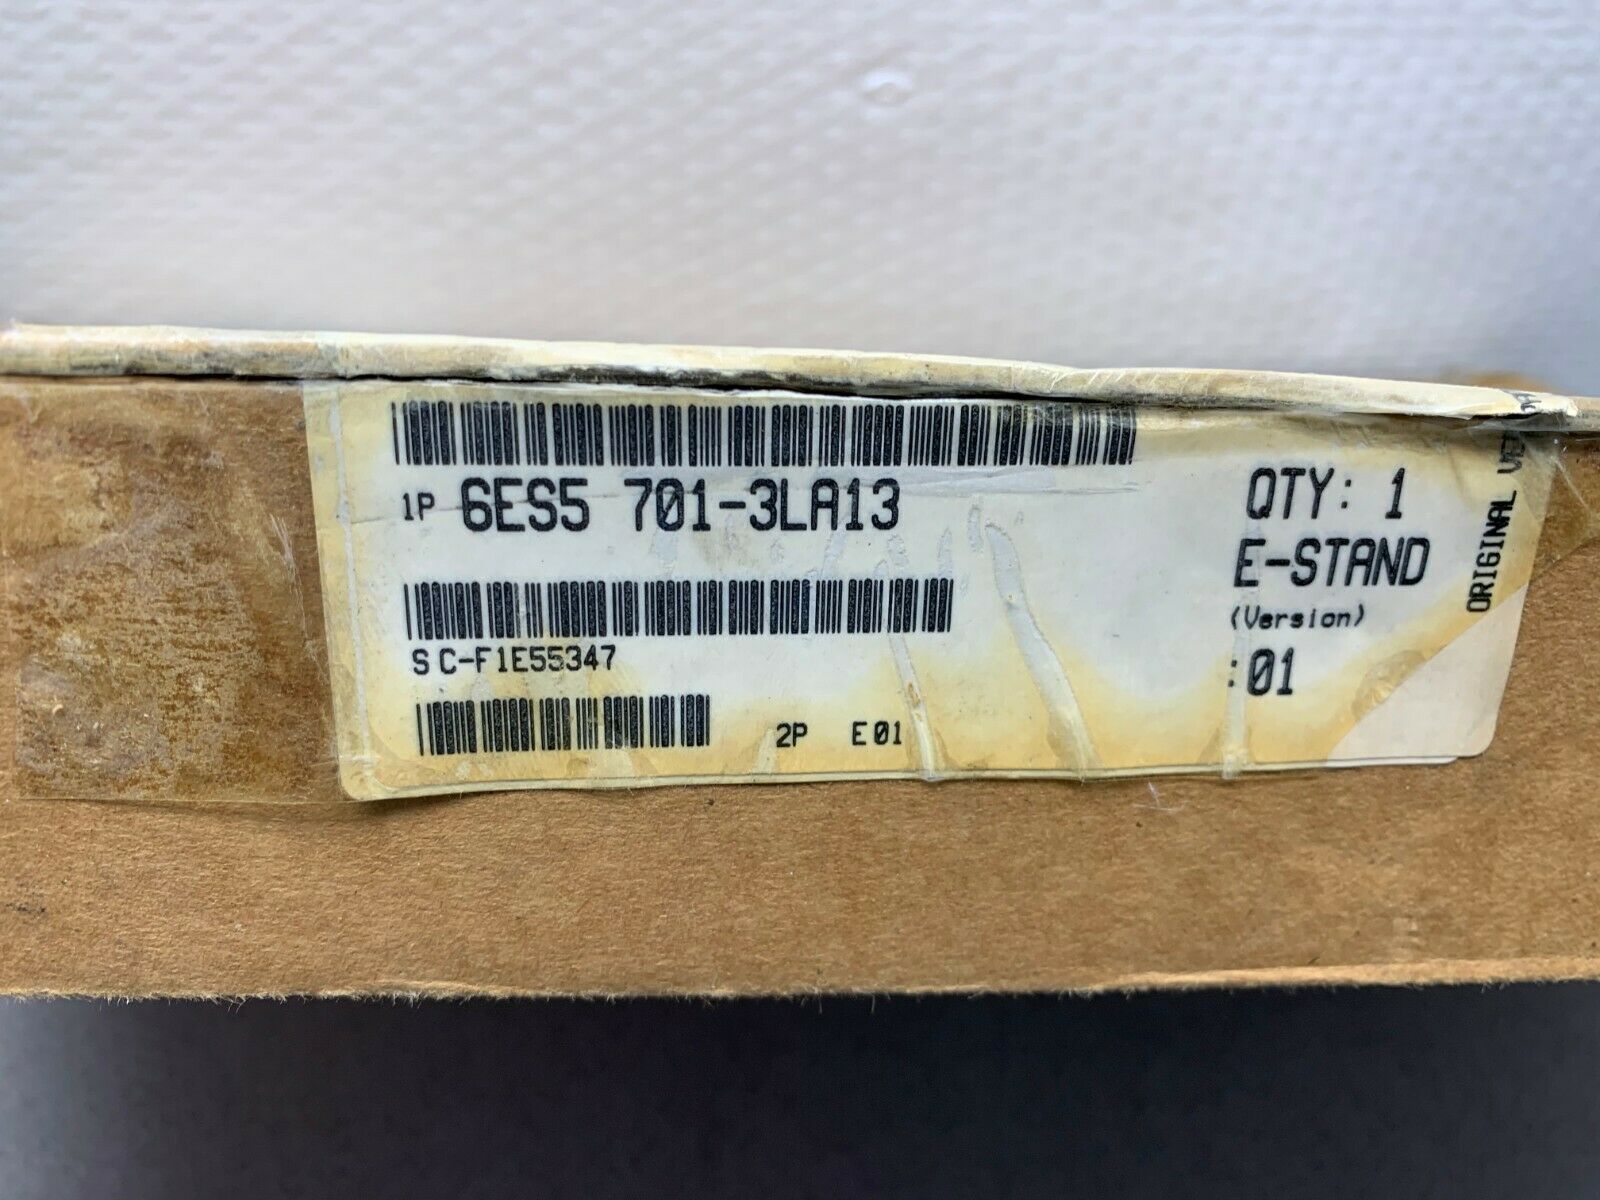 1P 6ES5 701-3LA13
S C-F1E55347
2P E01
QTY: 1
E-STAND
(Version)
:01
ORIGINAL